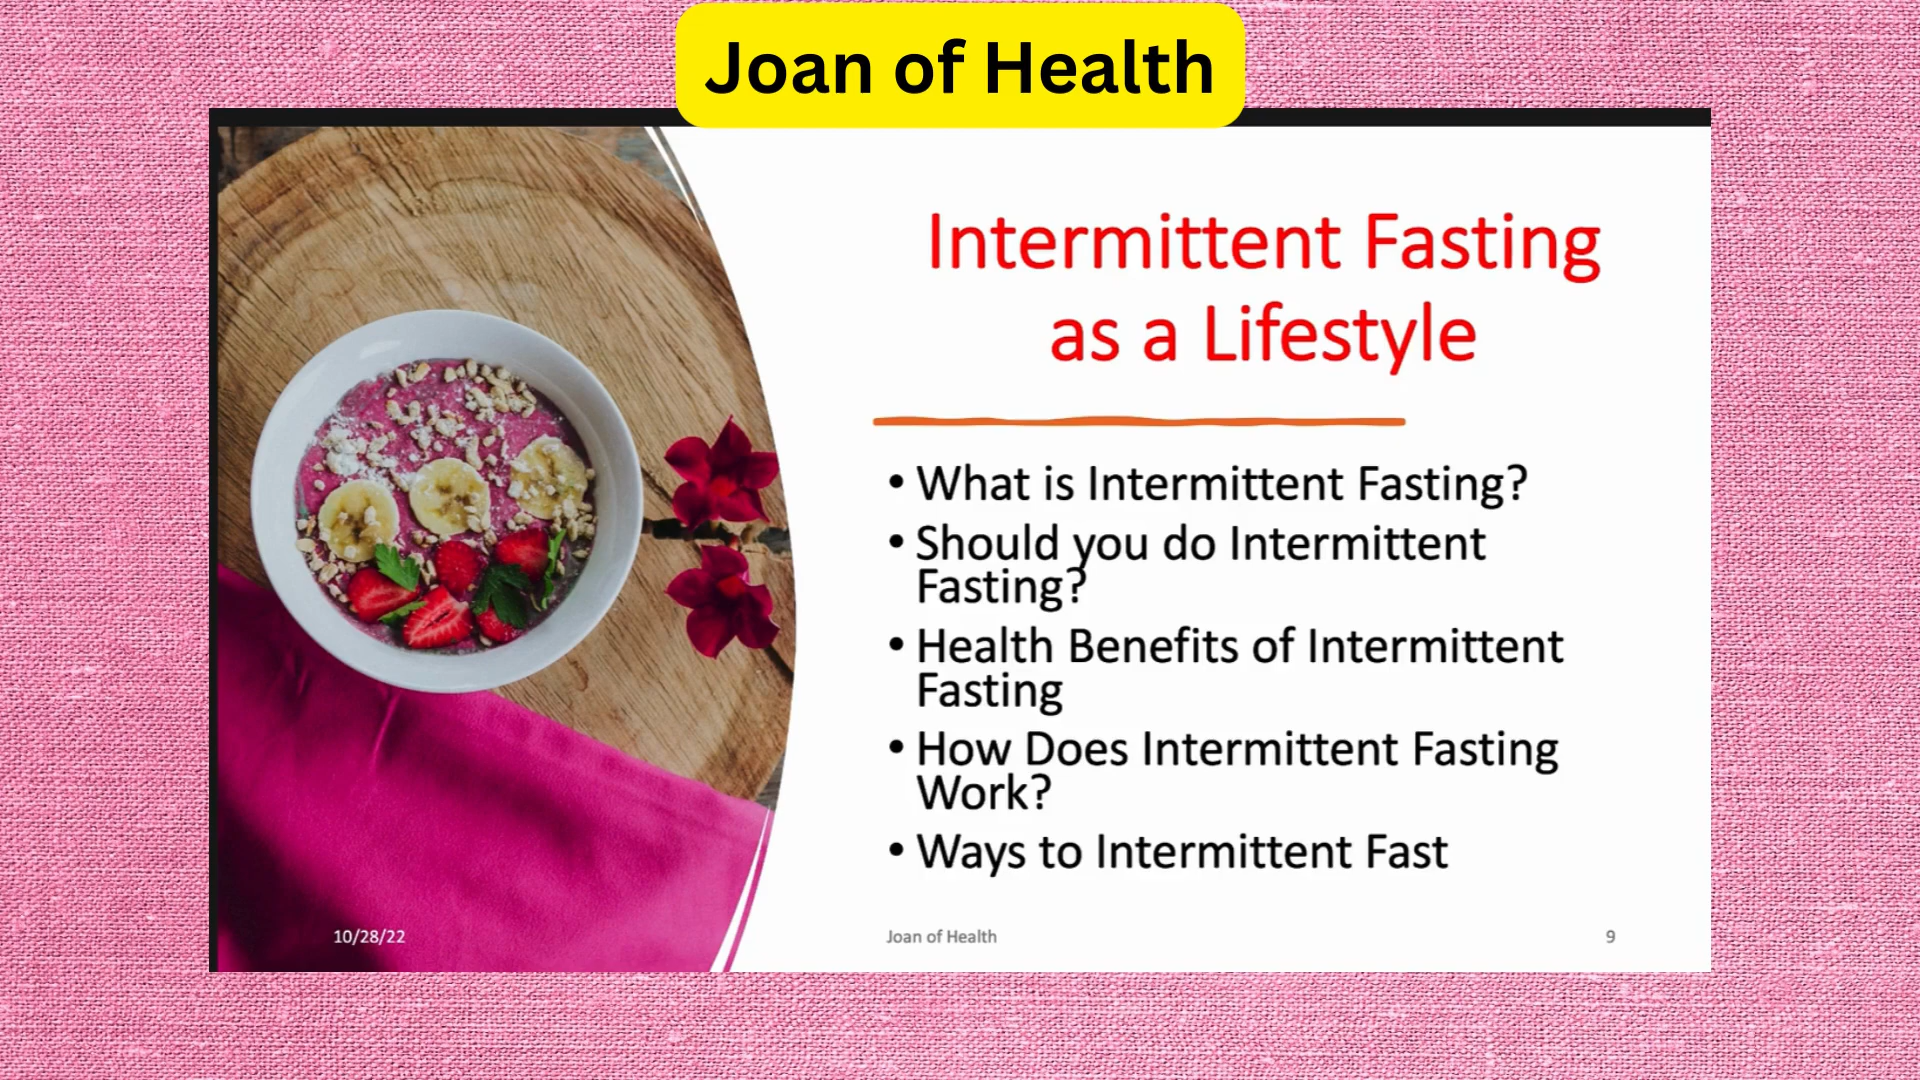 Joan of Health
Intermittent Fasting
as a Lifestyle
• What is Intermittent Fasting?
• Should you do Intermittent
Fasting?
• Health Benefits of Intermittent
Fasting
• How Does Intermittent Fasting
Work?
• Ways to Intermittent Fast
10/28/22
Joan of Health
9